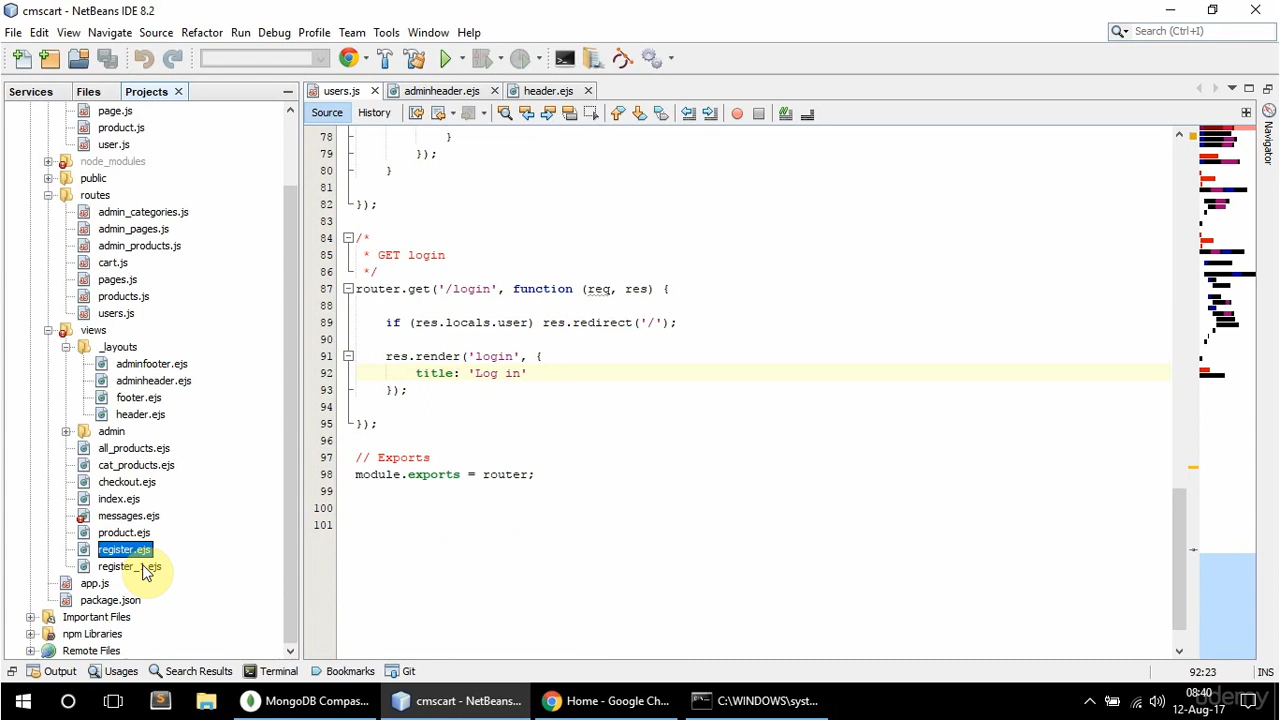 cmscart - NetBeans IDE 8.2
File Edit View Navigate Source Refactor Run Debug Profile Team Tools Window Help
Search (Ctrl+I)
Services Files Projects
users.js adminheader.ejs header.ejs
Source History
Navigator
page.js
product.js
user.js
node_modules
public
routes
admin_categories.js
admin_pages.js
admin_products.js
cart.js
pages.js
products.js
users.js
views
_layouts
adminfooter.ejs
adminheader.ejs
footer.ejs
header.ejs
admin
all_products.ejs
cat_products.ejs
checkout.ejs
index.ejs
messages.ejs
product.ejs
register.ejs
register_1.ejs
app.js
package.json
Important Files
npm Libraries
Remote Files
78 }
79 });
80 }
81
82 });
83
84 /*
85 * GET login
86 */
87 router.get('/login', function (req, res) {
88
89 if (res.locals.user) res.redirect('/');
90
91 res.render('login', {
92 title: 'Log in'
93 });
94
95 });
96
97 // Exports
98 module.exports = router;
99
100
101
Output Usages Search Results Terminal Bookmarks Git
92:23 INS
MongoDB Compas... cmscart - NetBeans... Home - Google Ch... C:\WINDOWS\syst...
08:40
12-Aug-17
udemy